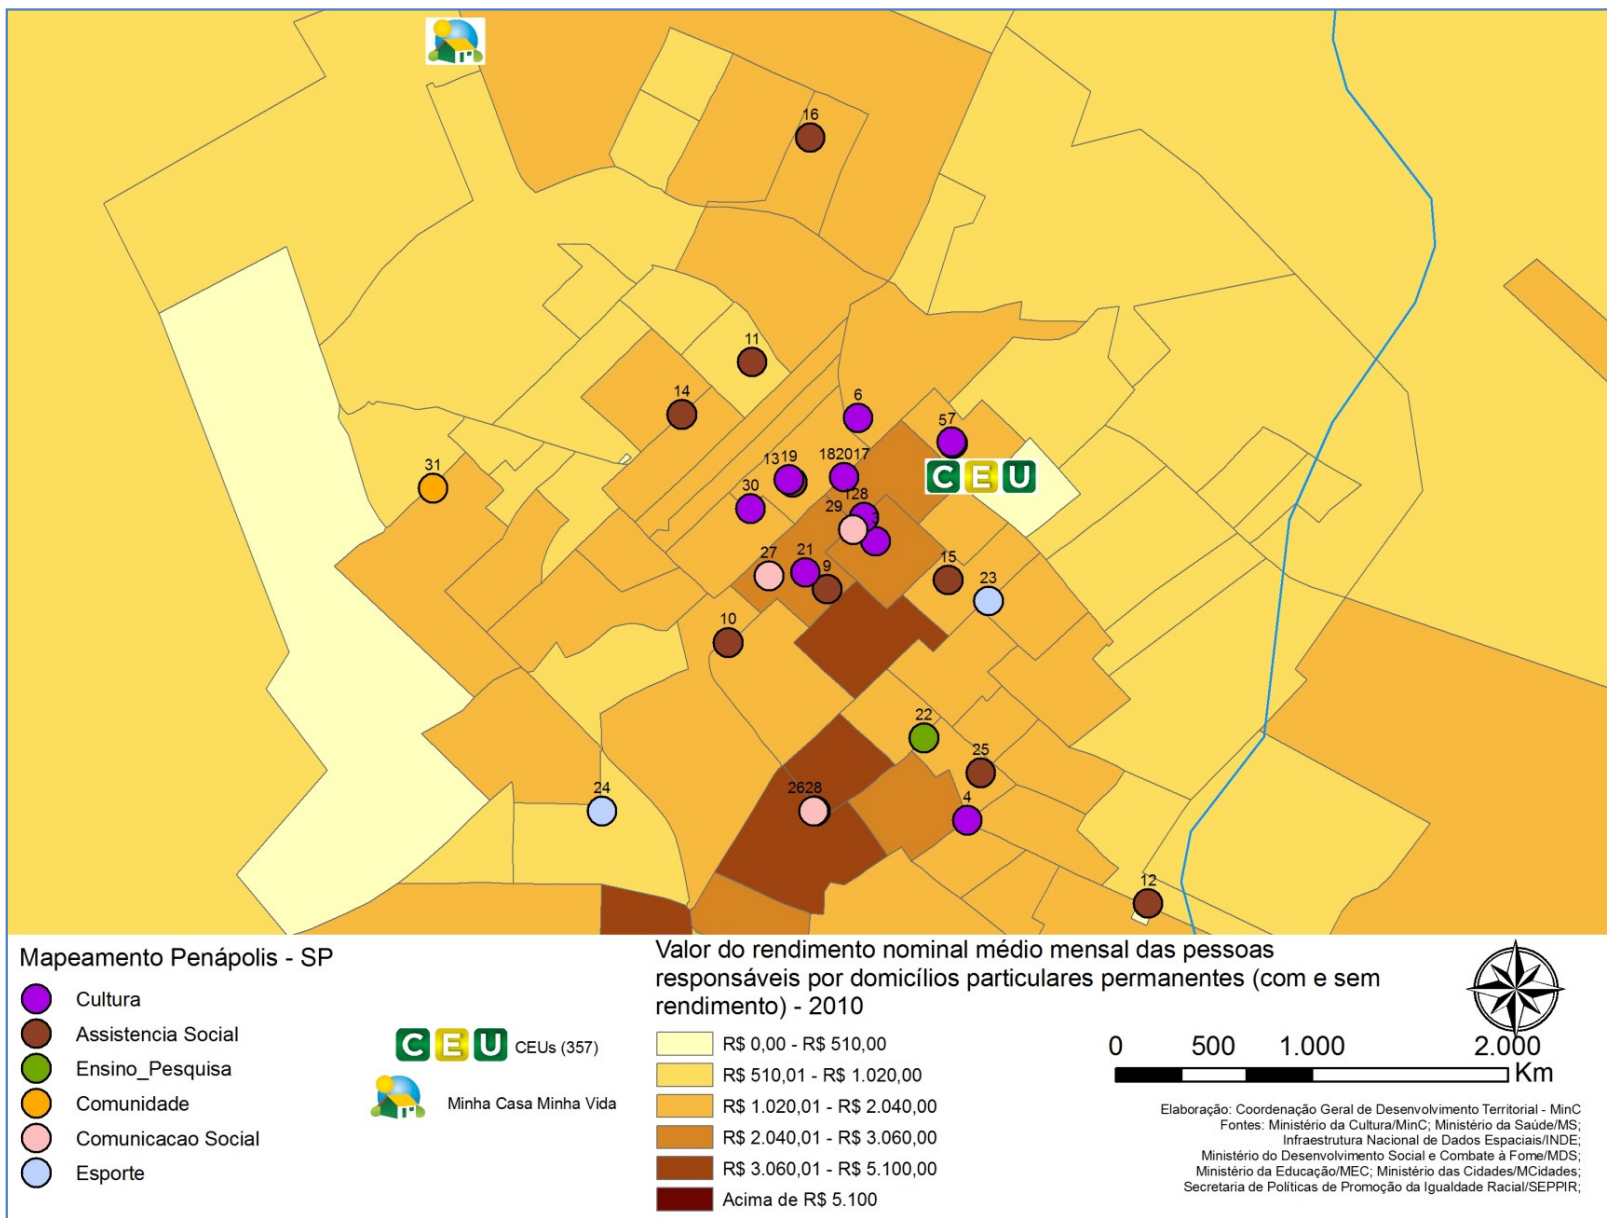 16
11
14
6
57
31
1319
182017
30
128
29
27
21
9
15
23
10
22
25
24
2628
4
12
CEU
Mapeamento Penápolis - SP
Cultura
Assistencia Social
Ensino_Pesquisa
Comunidade
Comunicacao Social
Esporte
CEU CEUs (357)
Minha Casa Minha Vida
Valor do rendimento nominal médio mensal das pessoas
responsáveis por domicílios particulares permanentes (com e sem
rendimento) - 2010
R$ 0,00 - R$ 510,00
R$ 510,01 - R$ 1.020,00
R$ 1.020,01 - R$ 2.040,00
R$ 2.040,01 - R$ 3.060,00
R$ 3.060,01 - R$ 5.100,00
Acima de R$ 5.100
0 500 1.000 2.000
Km
Elaboração: Coordenação Geral de Desenvolvimento Territorial - MinC
Fontes: Ministério da Cultura/MinC; Ministério da Saúde/MS;
Infraestrutura Nacional de Dados Espaciais/INDE;
Ministério do Desenvolvimento Social e Combate à Fome/MDS;
Ministério da Educação/MEC; Ministério das Cidades/MCidades;
Secretaria de Políticas de Promoção da Igualdade Racial/SEPPIR;